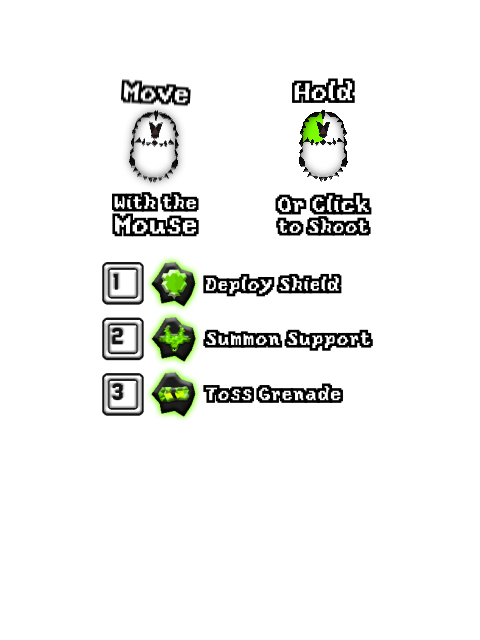 Move
With the
Mouse
Hold
Or Click
to Shoot
1 Deploy Shield
2 Summon Support
3 Toss Grenade